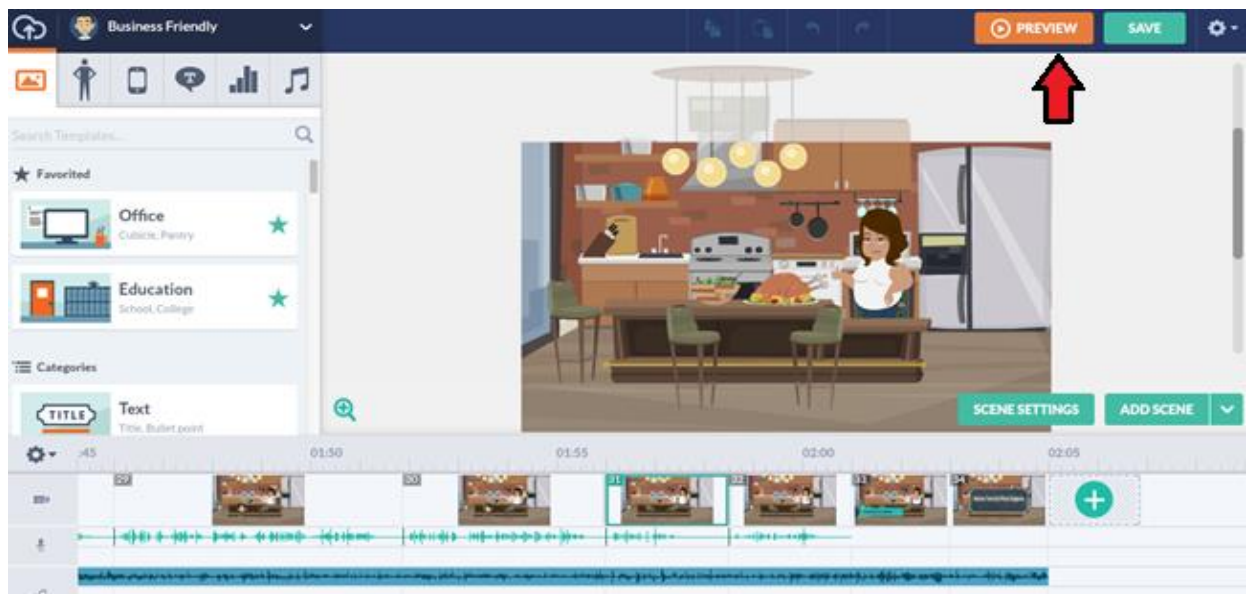 Business Friendly
PREVIEW
SAVE
Search Templates...
Favorited
Office
Cubicle, Pantry
Education
School, College
Categories
TITLE
Text
Title, Bullet point
SCENE SETTINGS
ADD SCENE
:45
01:50
01:55
02:00
02:05
29
30
31
32
33
34